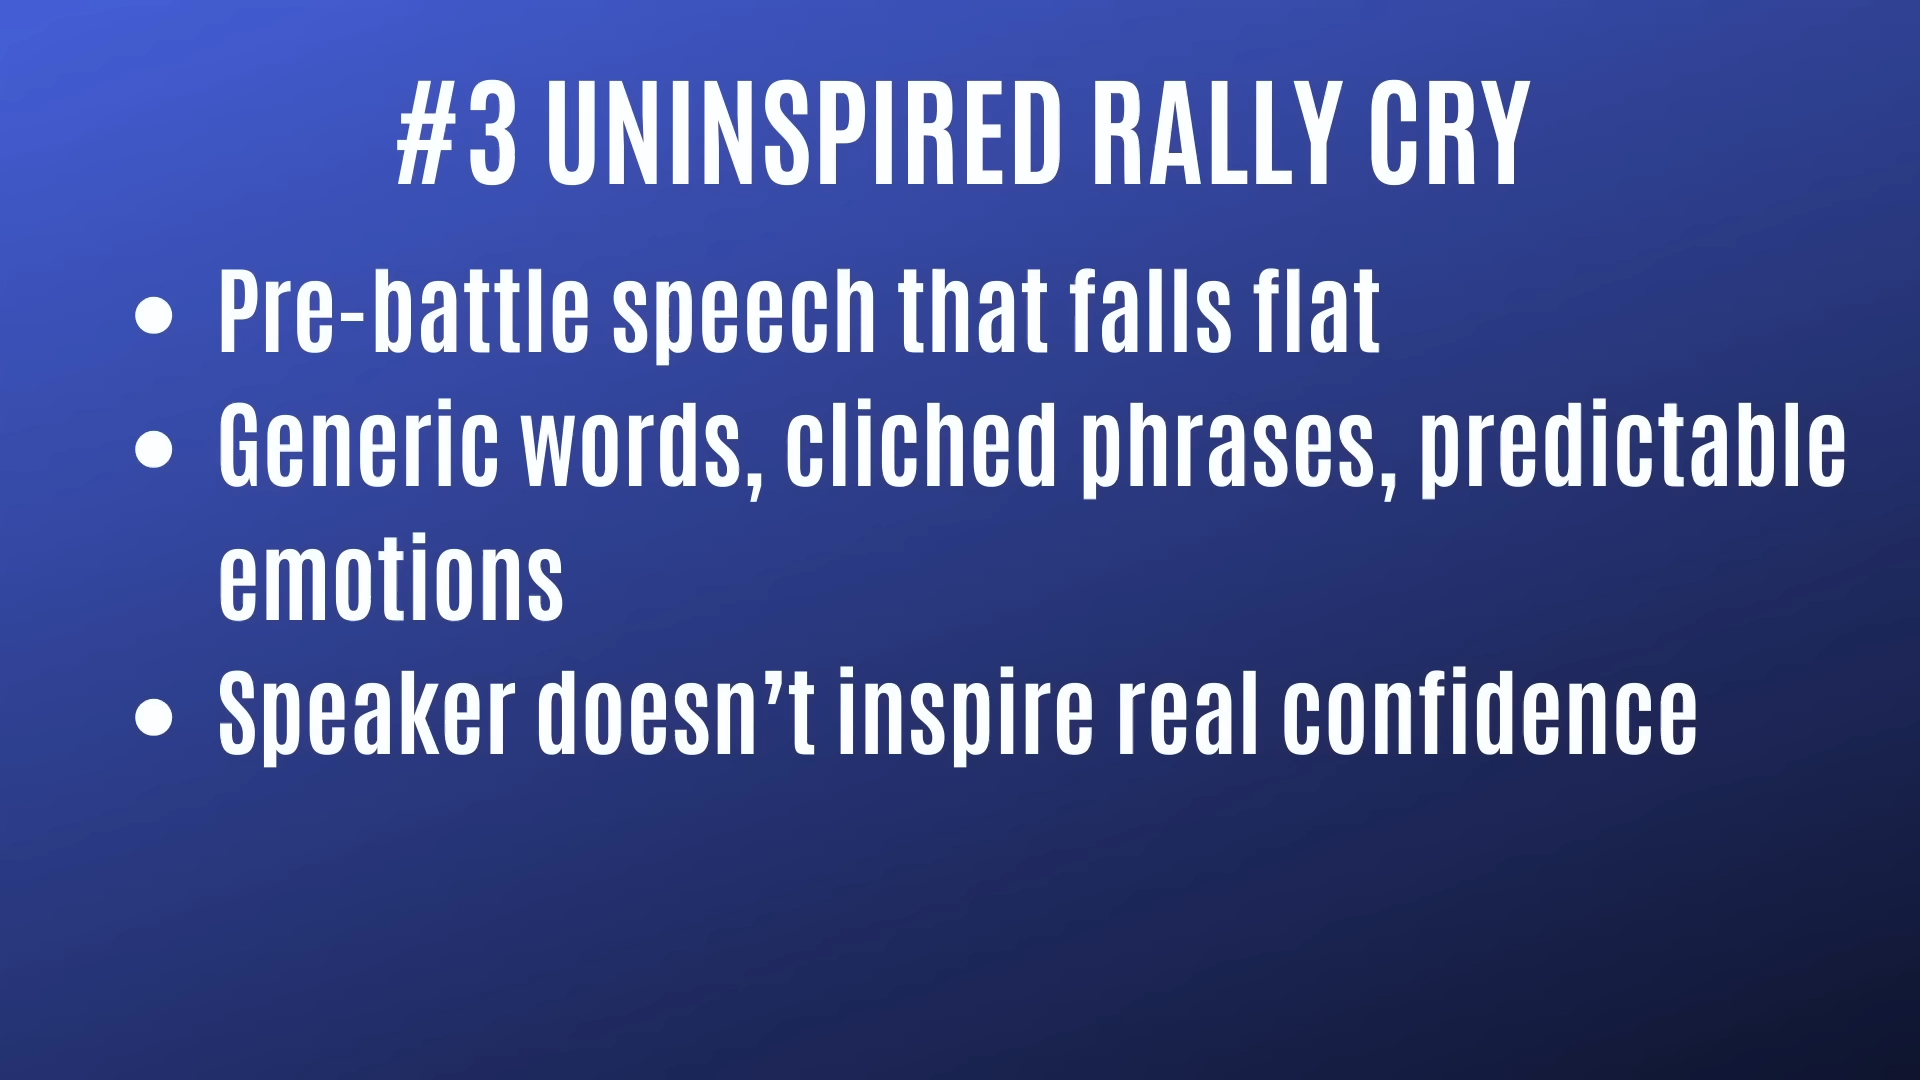 #3 UNINSPIRED RALLY CRY
• Pre-battle speech that falls flat
• Generic words, cliched phrases, predictable
emotions
• Speaker doesn’t inspire real confidence